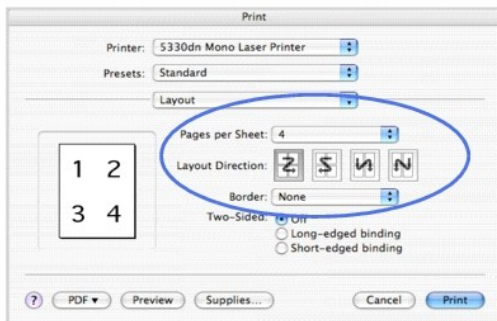 Print
Printer: 5330dn Mono Laser Printer
Presets: Standard
Layout
Pages per Sheet: 4
Layout Direction:
1 2
3 4
Border: None
Two-Sided: Off
Long-edged binding
Short-edged binding
? PDF Preview Supplies... Cancel Print